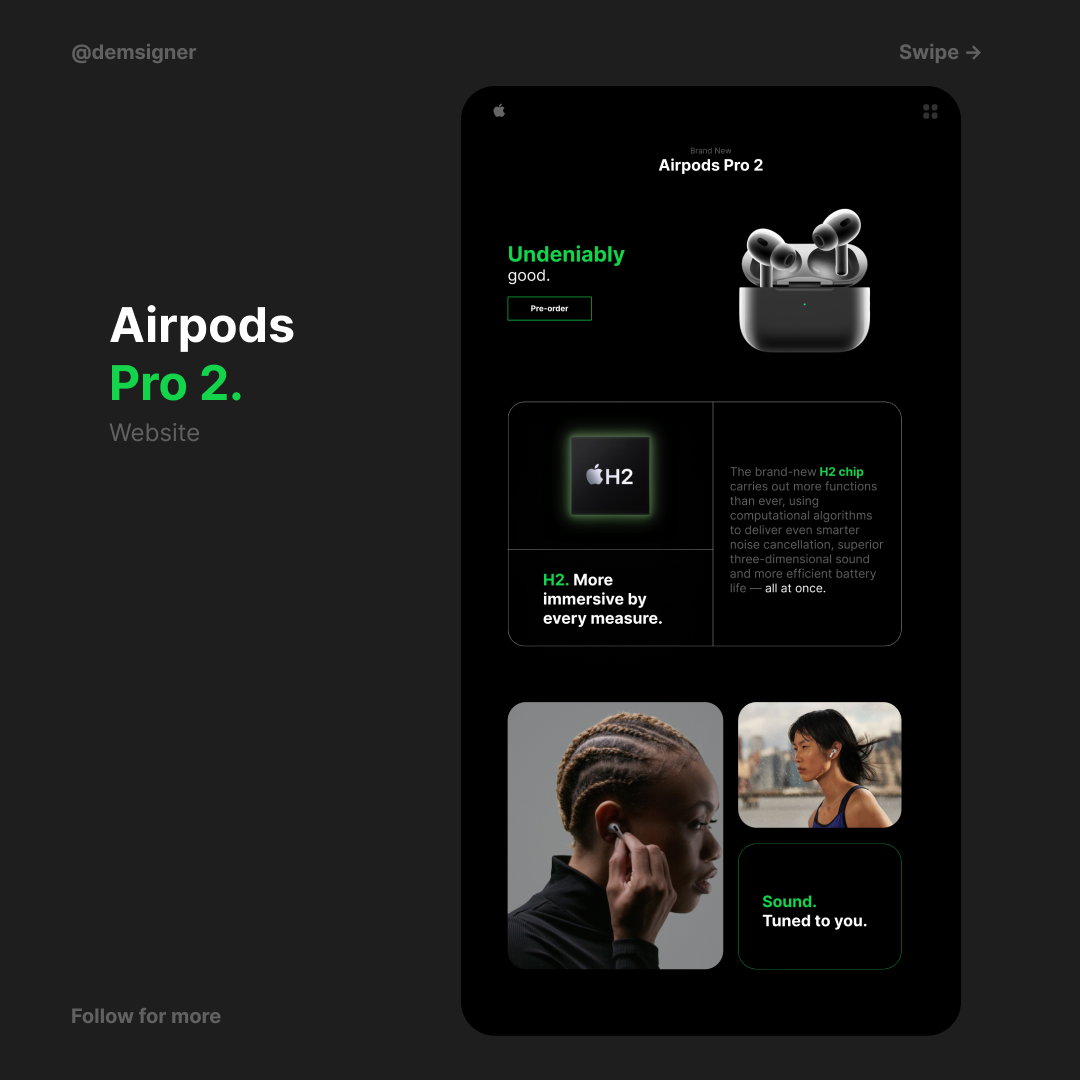 @demsigner
Swipe →
Airpods
Pro 2.
Website
Brand New
Airpods Pro 2
Undeniably
good.
Pre-order
H2
H2. More
immersive by
every measure.
The brand-new H2 chip
carries out more functions
than ever, using
computational algorithms
to deliver even smarter
noise cancellation, superior
three-dimensional sound
and more efficient battery
life — all at once.
Sound.
Tuned to you.
Follow for more